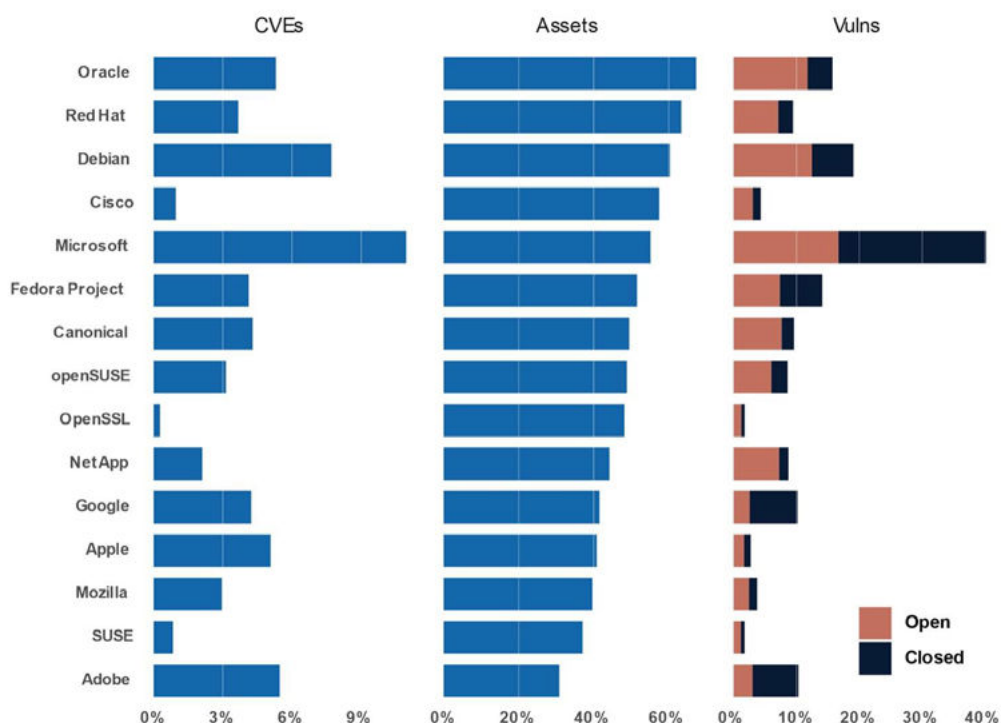 CVEs Assets Vulns
Oracle
Red Hat
Debian
Cisco
Microsoft
Fedora Project
Canonical
openSUSE
OpenSSL
NetApp
Google
Apple
Mozilla
SUSE
Adobe
Open
Closed
0% 3% 6% 9% 0% 20% 40% 60% 0% 10% 20% 30% 40%